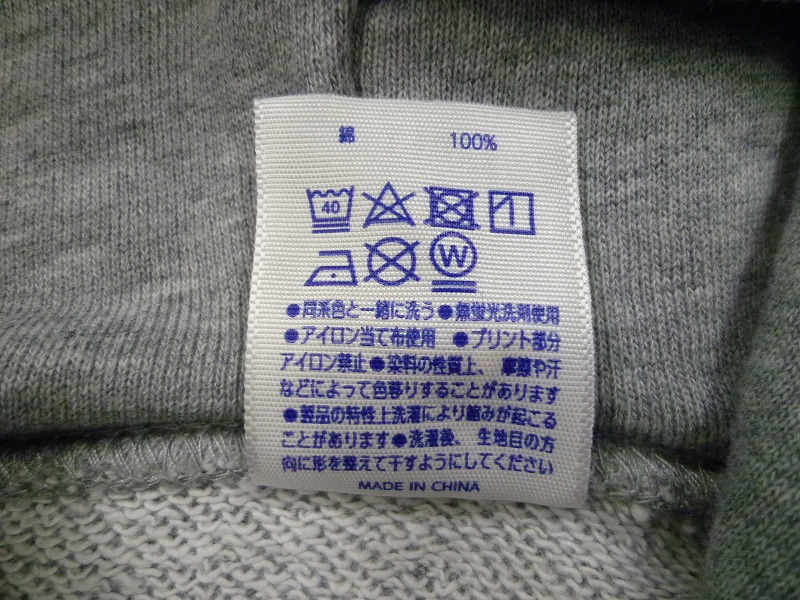 綿 100%
40
W
●同系色と一緒に洗う●無蛍光洗剤使用
●アイロン当て布使用 ●プリント部分
アイロン禁止●染料の性質上、摩擦や汗
などによって色移りすることがあります
●製品の特性上洗濯により縮みが起こる
ことがあります●洗濯後、生地目の方
向に形を整えて干すようにしてください
MADE IN CHINA